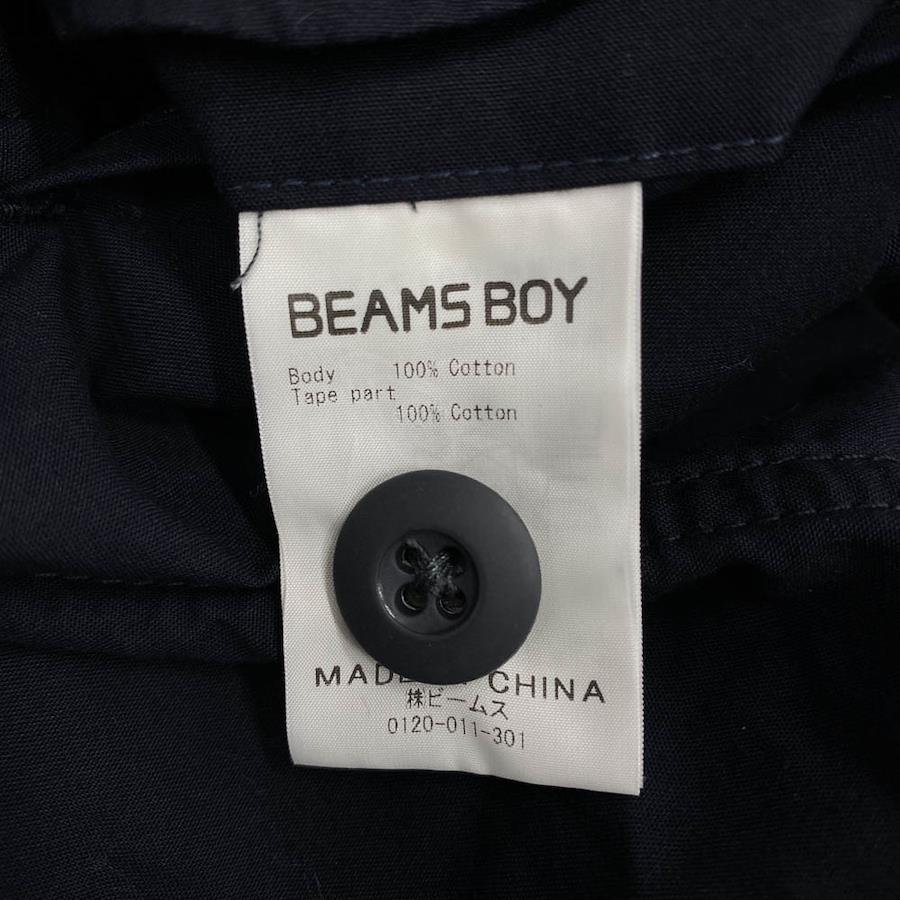 BEAMS BOY
Body 100% Cotton
Tape part
100% Cotton
MADE CHINA
株ビームス
0120-011-301